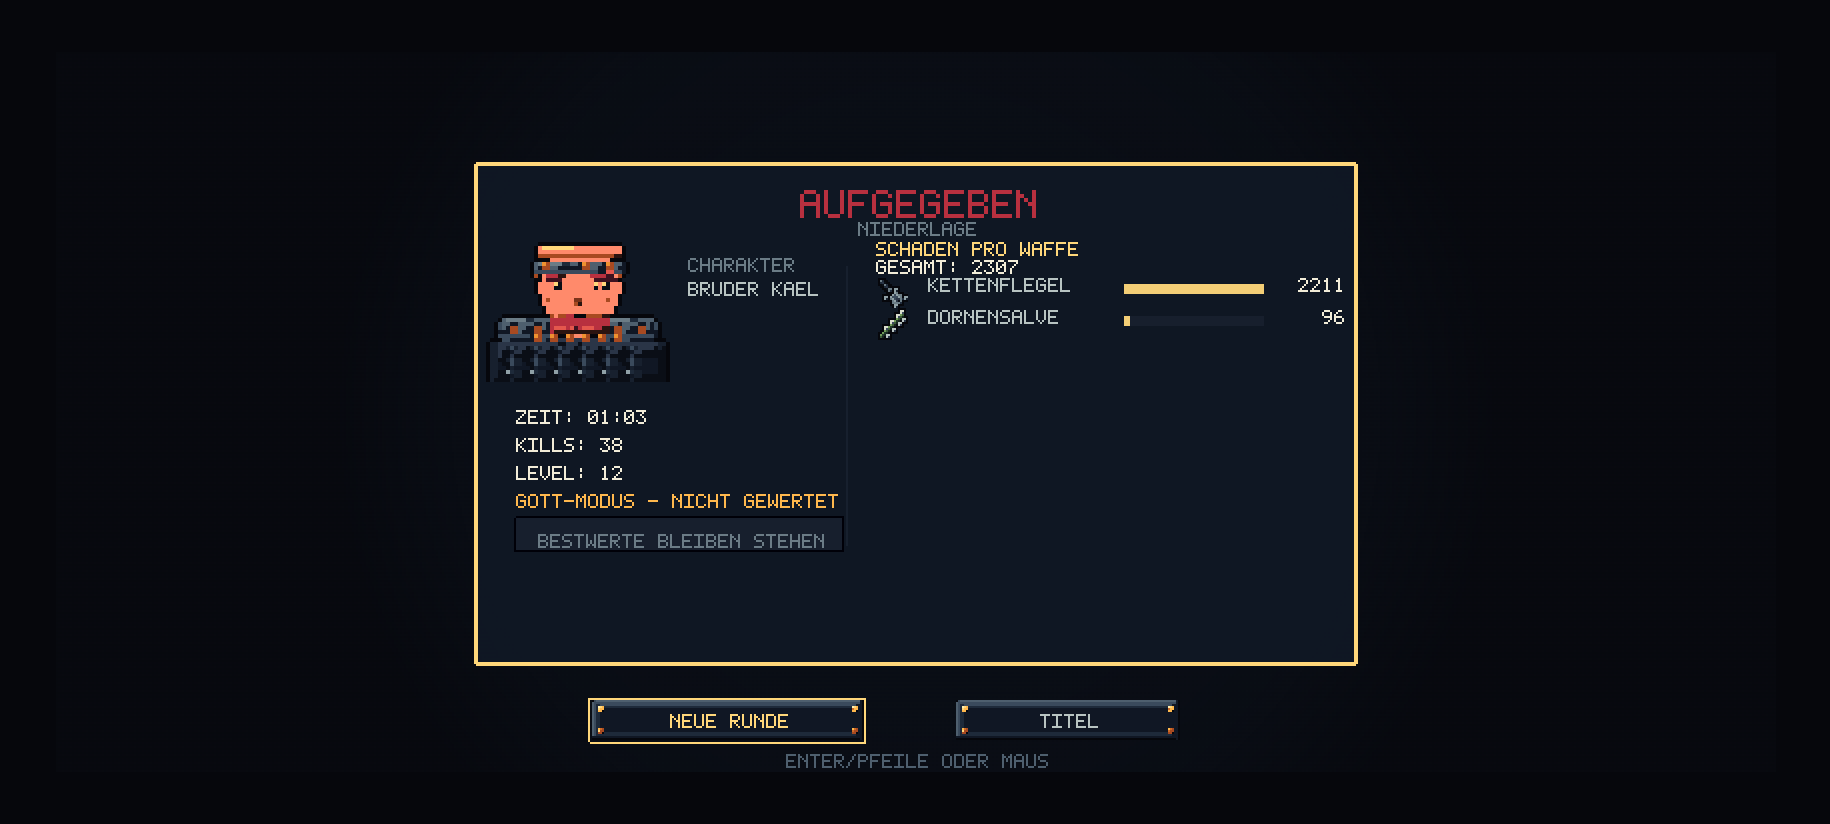 AUFGEGEBEN
NIEDERLAGE
CHARAKTER
BRUDER KAEL
ZEIT: 01:03
KILLS: 38
LEVEL: 12
GOTT-MODUS - NICHT GEWERTET
BESTWERTE BLEIBEN STEHEN
SCHADEN PRO WAFFE
GESAMT: 2307
KETTENFLEGEL 2211
DORNENSALVE 96
NEUE RUNDE
TITEL
ENTER/PFEILE ODER MAUS